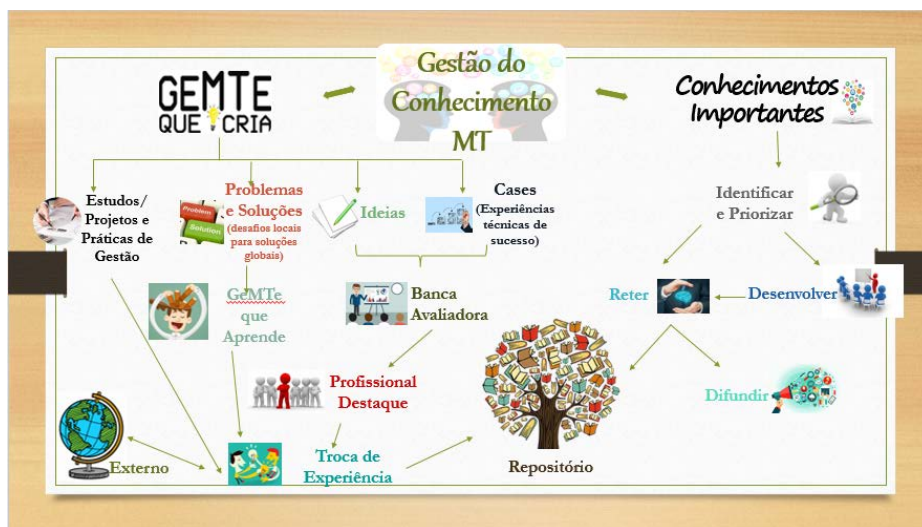 Gestão do
Conhecimento
MT
GEMTE
QUE CRIA
Conhecimentos
Importantes
Estudos/
Projetos e
Práticas de
Gestão
Problem
Solution
Problemas
e Soluções
(desafios locais
para soluções
globais)
Ideias
Cases
(Experiências
técnicas de
sucesso)
Identificar
e Priorizar
GeMTe
que
Aprende
Banca
Avaliadora
Reter
Desenvolver
Profissional
Destaque
Difundir
Externo
Troca de
Experiência
Repositório